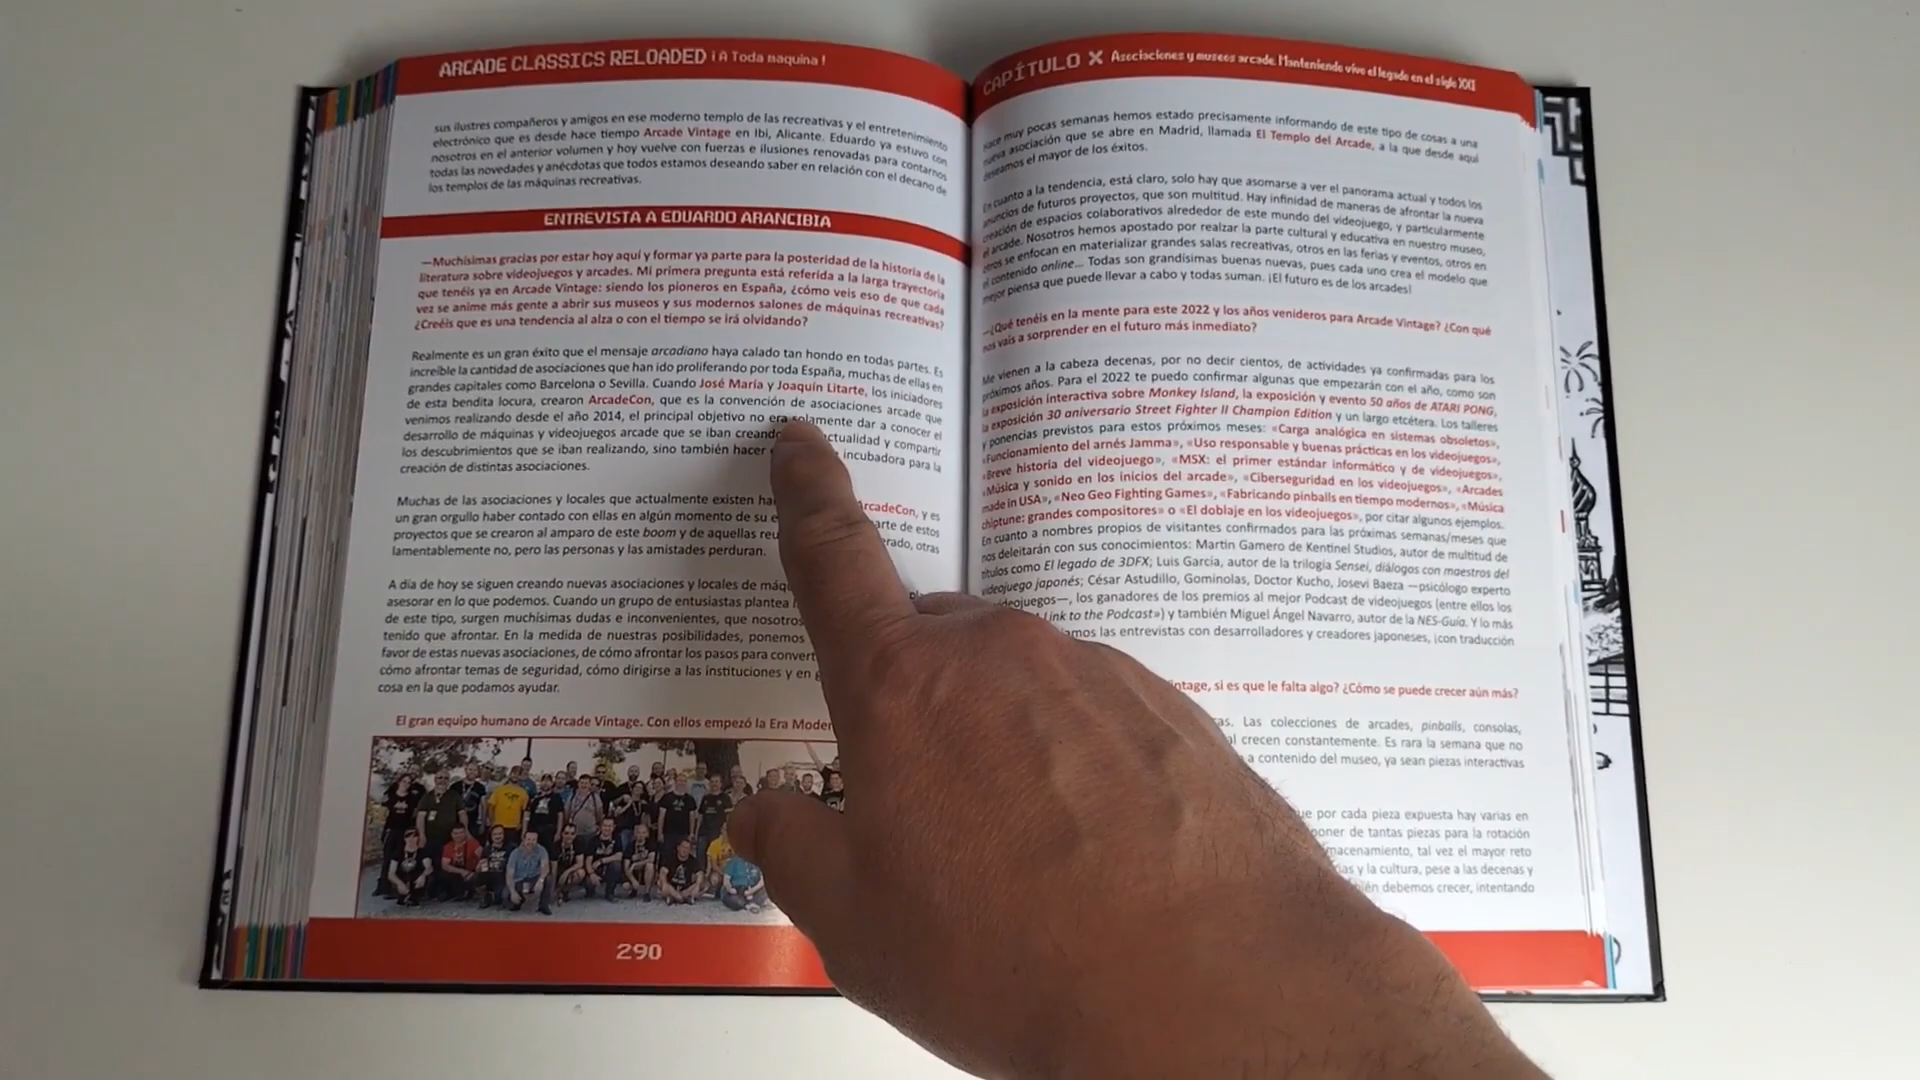 ARCADE CLASSICS RELOADED ¡A Toda maquina!
sus ilustres compañeros y amigos en ese moderno templo de las recreativas y el entretenimiento
electrónico que es desde hace tiempo Arcade Vintage en Ibi, Alicante. Eduardo ya estuvo con
nosotros en el anterior volumen y hoy vuelve con fuerzas e ilusiones renovadas para contarnos
todas las novedades y anécdotas que todos estamos deseando saber en relación con el decano de
los templos de las máquinas recreativas.
ENTREVISTA A EDUARDO ARANCIBIA
—Muchísimas gracias por estar hoy aquí y formar ya parte para la posteridad de la historia de la
literatura sobre videojuegos y arcades. Mi primera pregunta está referida a la larga trayectoria
que tenéis ya en Arcade Vintage: siendo los pioneros en España, ¿cómo veis eso de que cada
vez se anime más gente a abrir sus museos y sus modernos salones de máquinas recreativas?
¿Creéis que es una tendencia al alza o con el tiempo se irá olvidando?
Realmente es un gran éxito que el mensaje arcadiano haya calado tan hondo en todas partes. Es
increíble la cantidad de asociaciones que han ido proliferando por toda España, muchas de ellas en
grandes capitales como Barcelona o Sevilla. Cuando José María y Joaquín Litarte, los iniciadores
de esta bendita locura, crearon ArcadeCon, que es la convención de asociaciones arcade que
venimos realizando desde el año 2014, el principal objetivo no era solamente dar a conocer el
desarrollo de máquinas y videojuegos arcade que se iban creando ctualidad y compartir
los descubrimientos que se iban realizando, sino también hacer incubadora para la
creación de distintas asociaciones.
Muchas de las asociaciones y locales que actualmente existen ha ArcadeCon, y es
un gran orgullo haber contado con ellas en algún momento de su e arte de estos
proyectos que se crearon al amparo de este boom y de aquellas reu erado, otras
lamentablemente no, pero las personas y las amistades perduran.
A día de hoy se siguen creando nuevas asociaciones y locales de máq
asesorar en lo que podemos. Cuando un grupo de entusiastas plantea
de este tipo, surgen muchísimas dudas e inconvenientes, que nosotros
tenido que afrontar. En la medida de nuestras posibilidades, ponemos
favor de estas nuevas asociaciones, de cómo afrontar los pasos para convert
cómo afrontar temas de seguridad, cómo dirigirse a las instituciones y en g
cosa en la que podamos ayudar.
El gran equipo humano de Arcade Vintage. Con ellos empezó la Era Moder
290
CAPÍTULO X Asociaciones y museos arcade. Manteniendo vivo el legado en el siglo XXI
Hace muy pocas semanas hemos estado precisamente informando de este tipo de cosas a una
nueva asociación que se abre en Madrid, llamada El Templo del Arcade, a la que desde aquí
deseamos el mayor de los éxitos.
En cuanto a la tendencia, está claro, solo hay que asomarse a ver el panorama actual y todos los
anuncios de futuros proyectos, que son multitud. Hay infinidad de maneras de afrontar la nueva
creación de espacios colaborativos alrededor de este mundo del videojuego, y particularmente
el arcade. Nosotros hemos apostado por realzar la parte cultural y educativa en nuestro museo,
otros se enfocan en materializar grandes salas recreativas, otros en las ferias y eventos, otros en
el contenido online... Todas son grandísimas buenas nuevas, pues cada uno crea el modelo que
mejor piensa que puede llevar a cabo y todas suman. ¡El futuro es de los arcades!
—¿Qué tenéis en la mente para este 2022 y los años venideros para Arcade Vintage? ¿Con qué
nos vais a sorprender en el futuro más inmediato?
Me vienen a la cabeza decenas, por no decir cientos, de actividades ya confirmadas para los
próximos años. Para el 2022 te puedo confirmar algunas que empezarán con el año, como son
la exposición interactiva sobre Monkey Island, la exposición y evento 50 años de ATARI PONG,
la exposición 30 aniversario Street Fighter II Champion Edition y un largo etcétera. Los talleres
y ponencias previstos para estos próximos meses: «Carga analógica en sistemas obsoletos»,
«Funcionamiento del arnés Jamma», «Uso responsable y buenas prácticas en los videojuegos»,
«Breve historia del videojuego», «MSX: el primer estándar informático y de videojuegos»,
«Música y sonido en los inicios del arcade», «Ciberseguridad en los videojuegos», «Arcades
made in USA», «Neo Geo Fighting Games», «Fabricando pinballs en tiempo modernos», «Música
chiptune: grandes compositores» o «El doblaje en los videojuegos», por citar algunos ejemplos.
En cuanto a nombres propios de visitantes confirmados para las próximas semanas/meses que
nos deleitarán con sus conocimientos: Martin Gamero de Kentinel Studios, autor de multitud de
títulos como El legado de 3DFX; Luis García, autor de la trilogía Sensei, diálogos con maestros del
videojuego japonés; César Astudillo, Gominolas, Doctor Kucho, Josevi Baeza —psicólogo experto
videojuegos—, los ganadores de los premios al mejor Podcast de videojuegos (entre ellos los
Link to the Podcast») y también Miguel Ángel Navarro, autor de la NES-Guía. Y lo más
amos las entrevistas con desarrolladores y creadores japoneses, ¡con traducción
intage, si es que le falta algo? ¿Cómo se puede crecer aún más?
as. Las colecciones de arcades, pinballs, consolas,
al crecen constantemente. Es rara la semana que no
a contenido del museo, ya sean piezas interactivas
ue por cada pieza expuesta hay varias en
poner de tantas piezas para la rotación
macenamiento, tal vez el mayor reto
ias y la cultura, pese a las decenas y
bién debemos crecer, intentando